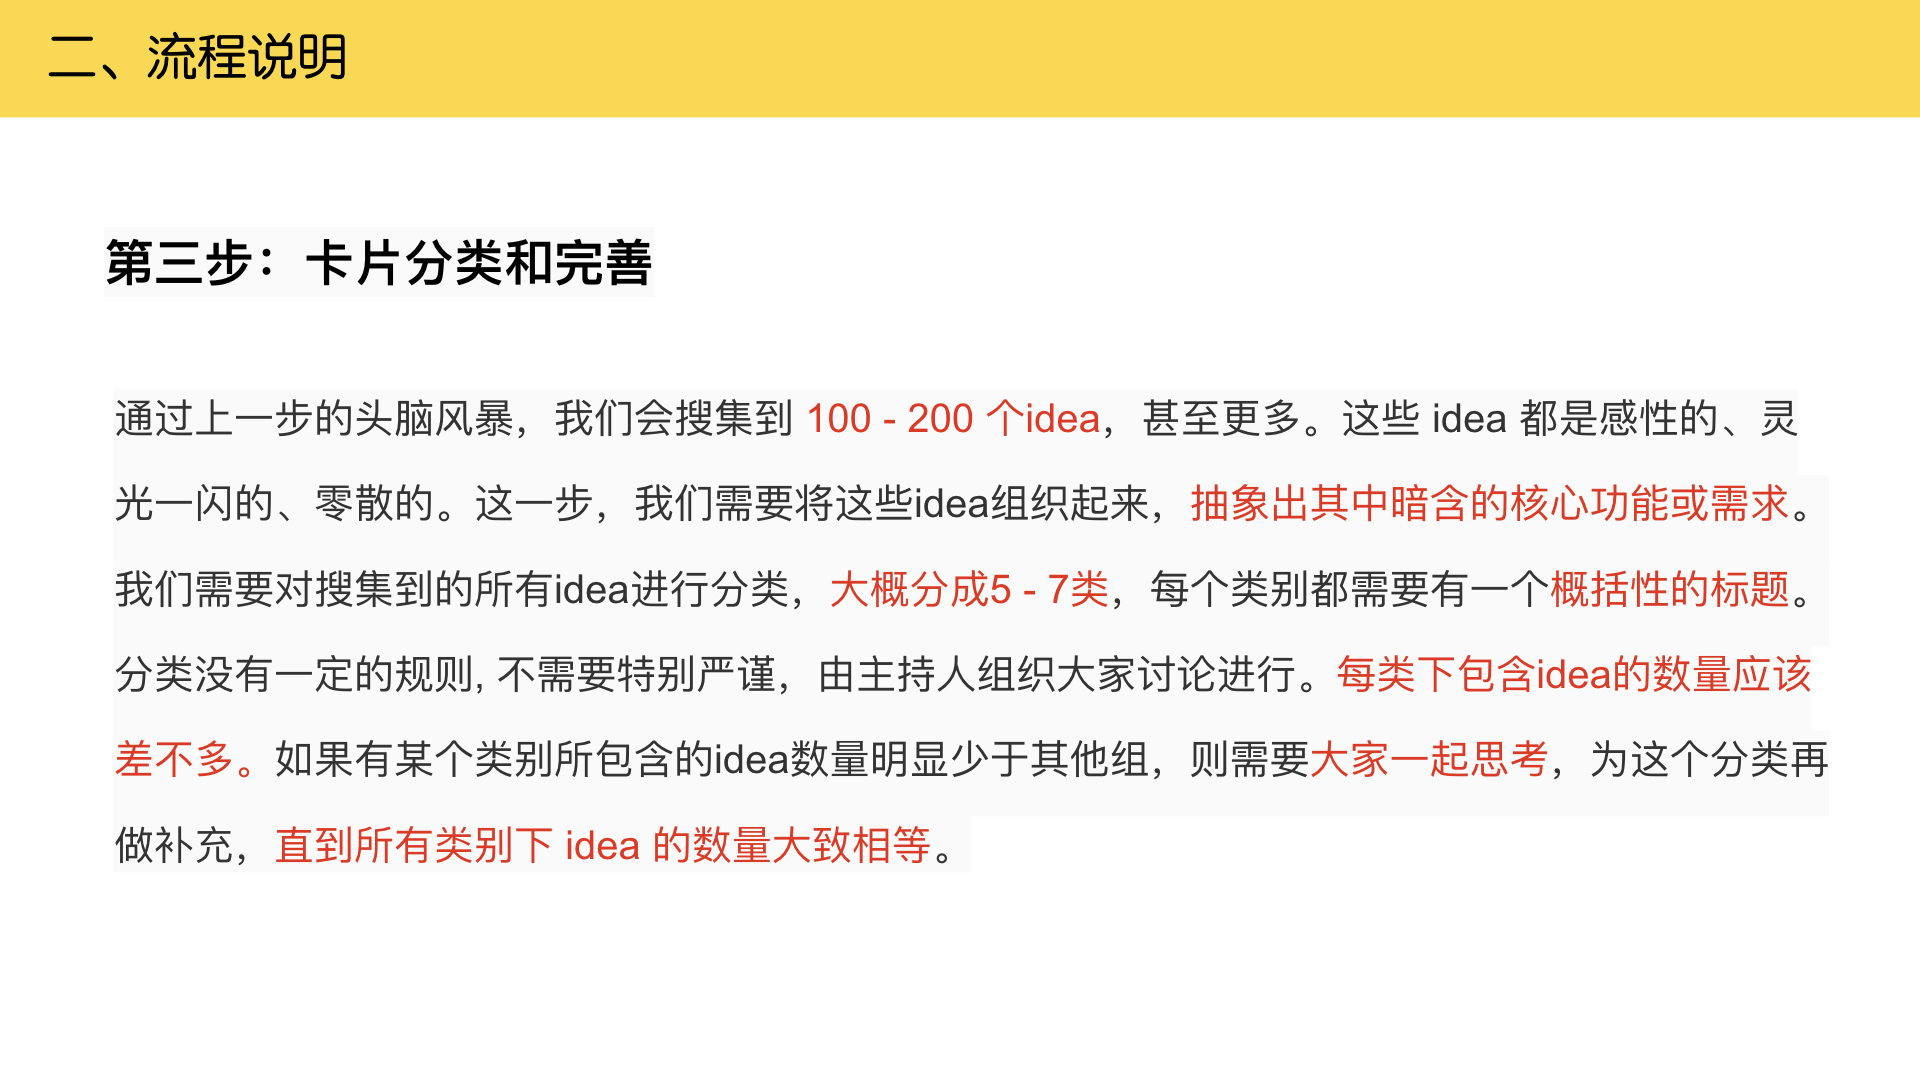 二、流程说明
第三步：卡片分类和完善
通过上一步的头脑风暴，我们会搜集到 100 - 200 个idea，甚至更多。这些 idea 都是感性的、灵
光一闪的、零散的。这一步，我们需要将这些idea组织起来，抽象出其中暗含的核心功能或需求。
我们需要对搜集到的所有idea进行分类，大概分成5 - 7类，每个类别都需要有一个概括性的标题。
分类没有一定的规则, 不需要特别严谨，由主持人组织大家讨论进行。每类下包含idea的数量应该
差不多。如果有某个类别所包含的idea数量明显少于其他组，则需要大家一起思考，为这个分类再
做补充，直到所有类别下 idea 的数量大致相等。